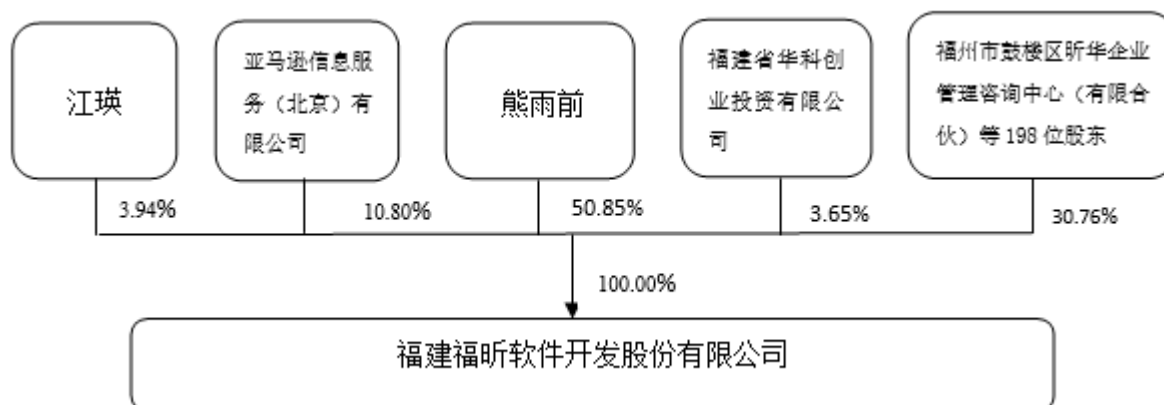 江瑛
亚马逊信息服
务（北京）有
限公司
熊雨前
福建省华科创
业投资有限公
司
福州市鼓楼区昕华企业
管理咨询中心（有限合
伙）等 198 位股东
3.94%
10.80%
50.85%
3.65%
30.76%
100.00%
福建福昕软件开发股份有限公司